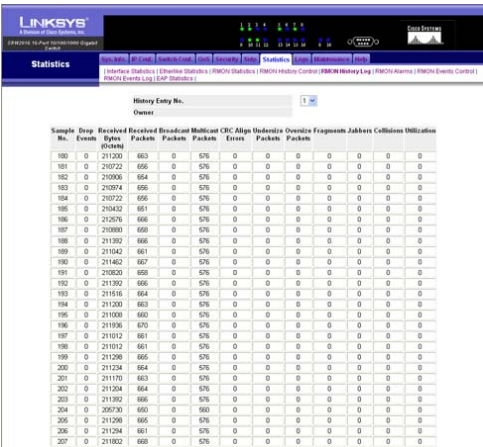 LINKSYS®
A Division of Cisco Systems, Inc.
SRW2016 16-Port 10/100/1000 Gigabit Switch
CISCO SYSTEMS
Statistics
Sys. Info. IP Conf. Switch Conf. QoS Security Statistics Logs Maintenance Help
| Interface Statistics | Etherlike Statistics | RMON Statistics | RMON History Control | RMON History Log | RMON Alarms | RMON Events Control |
RMON Events Log | EAP Statistics |
History Entry No. 1
Owner
Sample No. Drop Events Received Bytes (Octets) Received Packets Broadcast Packets Multicast Packets CRC Align Errors Undersize Packets Oversize Packets Fragments Jabbers Collisions Utilization
180 0 211200 663 0 576 0 0 0 0 0 0 0
181 0 210722 656 0 576 0 0 0 0 0 0 0
182 0 210906 654 0 576 0 0 0 0 0 0 0
183 0 210974 656 0 576 0 0 0 0 0 0 0
184 0 210722 656 0 576 0 0 0 0 0 0 0
185 0 210432 651 0 576 0 0 0 0 0 0 0
186 0 212576 666 0 576 0 0 0 0 0 0 0
187 0 210880 658 0 576 0 0 0 0 0 0 0
188 0 211392 666 0 576 0 0 0 0 0 0 0
189 0 211042 661 0 576 0 0 0 0 0 0 0
190 0 211462 667 0 576 0 0 0 0 0 0 0
191 0 210820 658 0 576 0 0 0 0 0 0 0
192 0 211392 666 0 576 0 0 0 0 0 0 0
193 0 211516 664 0 576 0 0 0 0 0 0 0
194 0 211200 663 0 576 0 0 0 0 0 0 0
195 0 211008 660 0 576 0 0 0 0 0 0 0
196 0 211936 670 0 576 0 0 0 0 0 0 0
197 0 211012 661 0 576 0 0 0 0 0 0 0
198 0 211012 661 0 576 0 0 0 0 0 0 0
199 0 211298 665 0 576 0 0 0 0 0 0 0
200 0 211234 664 0 576 0 0 0 0 0 0 0
201 0 211170 663 0 576 0 0 0 0 0 0 0
202 0 211204 664 0 576 0 0 0 0 0 0 0
203 0 211392 666 0 576 0 0 0 0 0 0 0
204 0 205730 650 0 560 0 0 0 0 0 0 0
205 0 211298 665 0 576 0 0 0 0 0 0 0
206 0 211294 661 0 576 0 0 0 0 0 0 0
207 0 211802 668 0 576 0 0 0 0 0 0 0